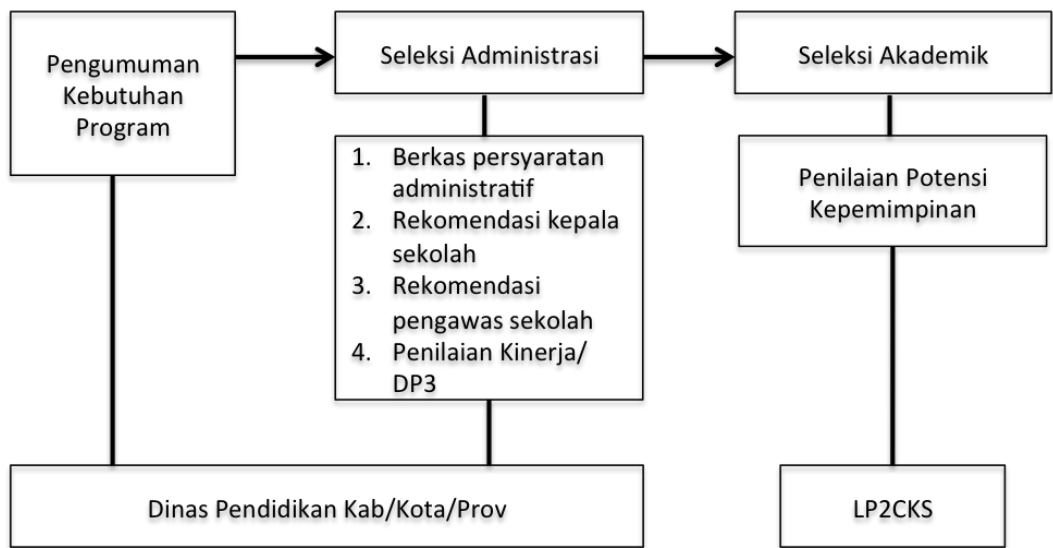 Pengumuman
Kebutuhan
Program
Seleksi Administrasi
Seleksi Akademik
1. Berkas persyaratan
administratif
2. Rekomendasi kepala
sekolah
3. Rekomendasi
pengawas sekolah
4. Penilaian Kinerja/
DP3
Penilaian Potensi
Kepemimpinan
Dinas Pendidikan Kab/Kota/Prov
LP2CKS